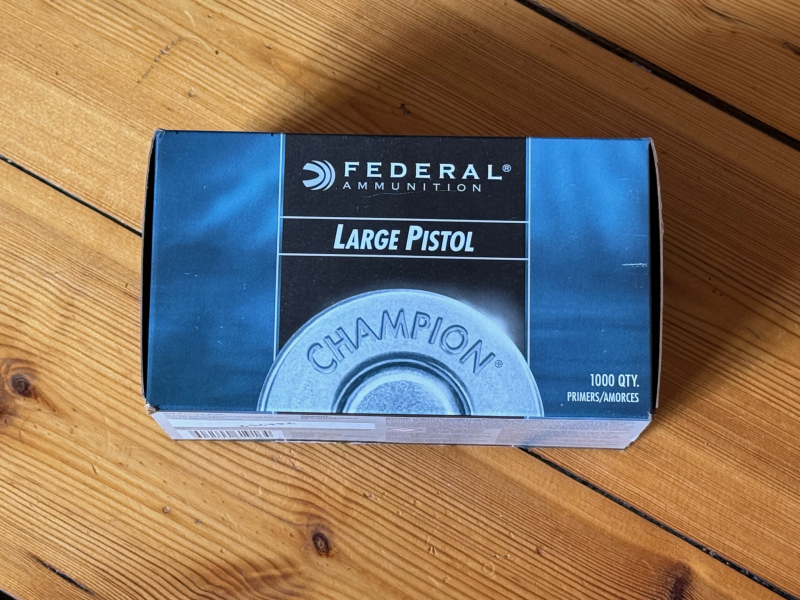 FEDERAL®
AMMUNITION
LARGE PISTOL
CHAMPION®
1000 QTY.
PRIMERS/AMORCES